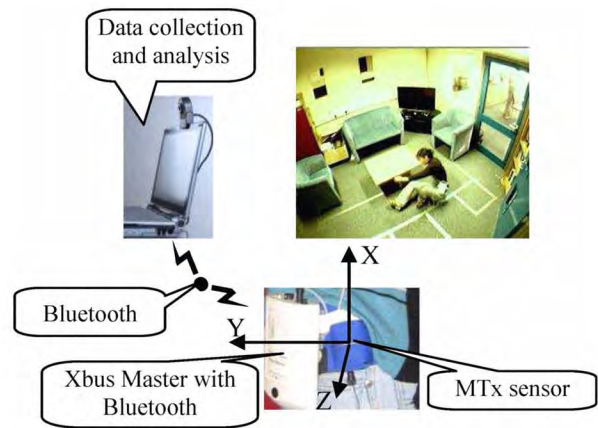 Data collection
and analysis
X
Bluetooth
Y
Xbus Master with
Bluetooth
Z
MTx sensor